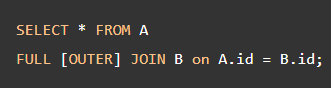 SELECT * FROM A
FULL [OUTER] JOIN B on A.id = B.id;